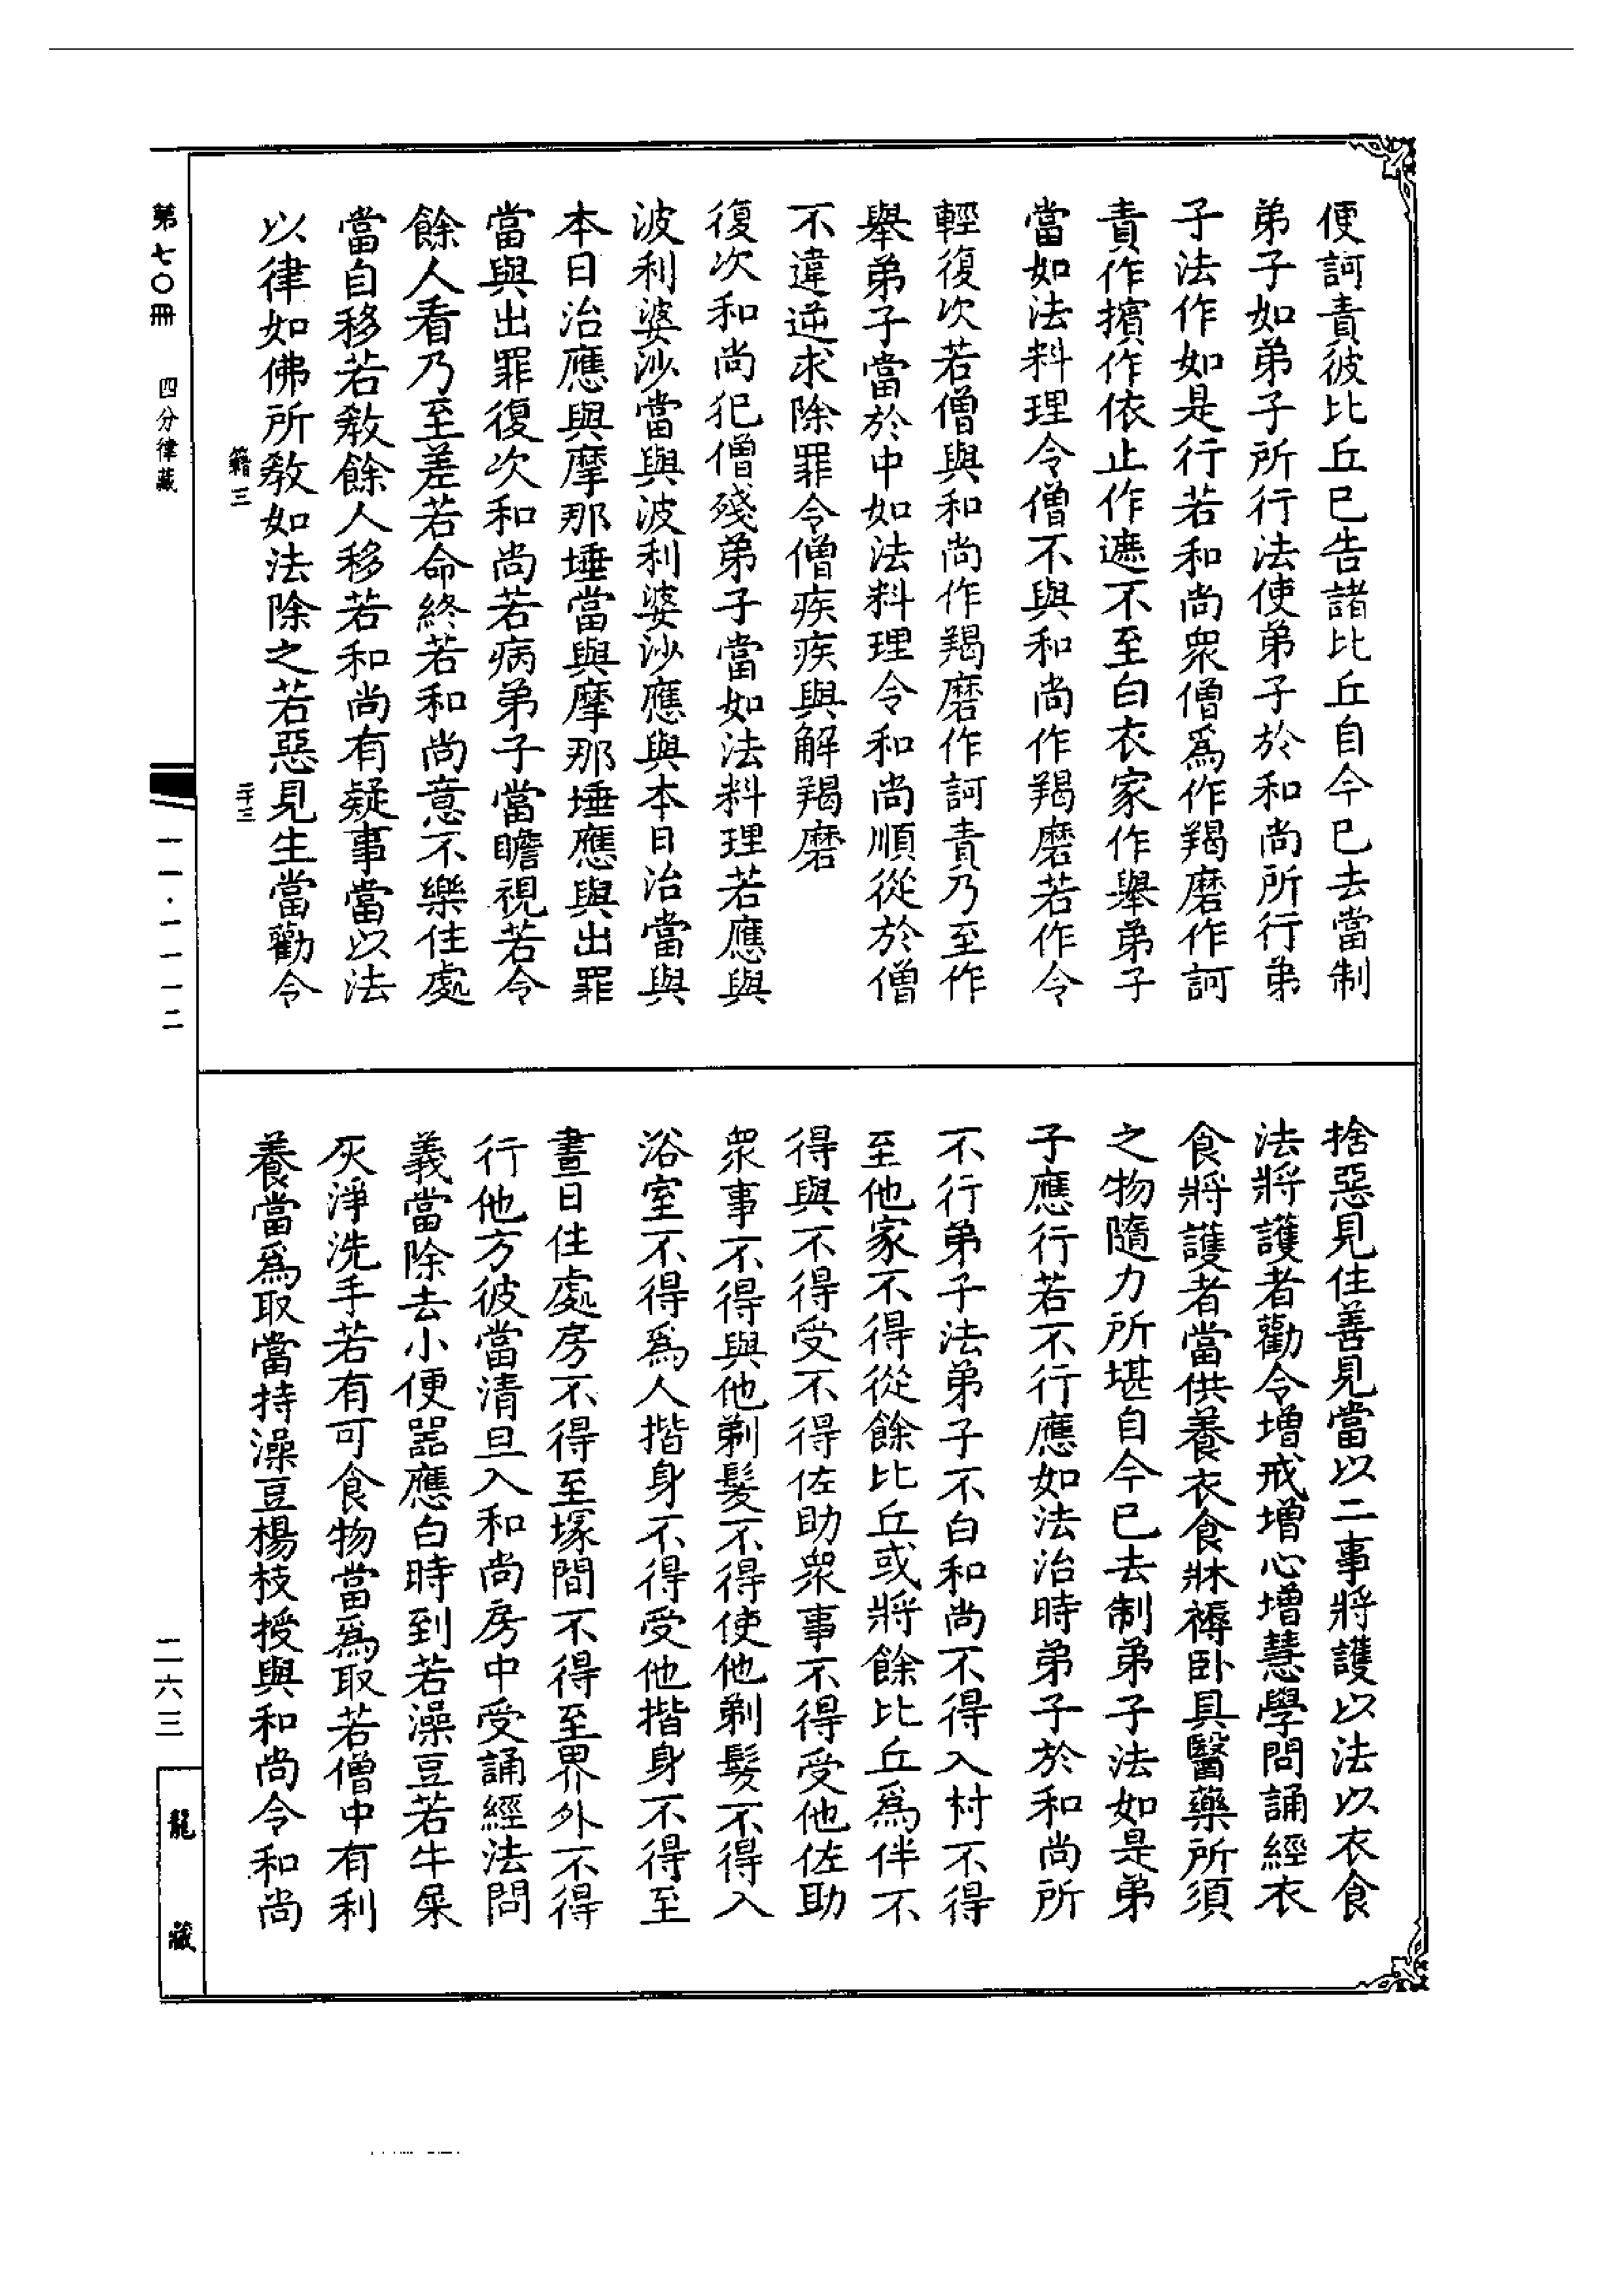 便訶責彼比丘已告諸比丘自今已去當制
弟子如弟子所行法使弟子於和尚所行弟
子法作如是行若和尚衆僧爲作羯磨作訶
責作擯作依止作遮不至白衣家作舉弟子
當如法料理令僧不與和尚作羯磨若作令
輕復次若僧與和尚作羯磨作訶責乃至作
舉弟子當於中如法料理令和尚順從於僧
不違逆求除罪令僧疾疾與解羯磨
復次和尚犯僧殘弟子當如法料理若應與
波利婆沙當與波利婆沙應與本日治當與
本日治應與摩那埵當與摩那埵應與出罪
當與出罪復次和尚若病弟子當瞻視若令
餘人看乃至差若命終若和尚意不樂住處
當自移若教餘人移若和尚有疑事當以法
以律如佛所教如法除之若惡見生當勸令
籍三
二十三
捨惡見住善見當以二事將護以法以衣食
法將護者勸令增戒增心增慧學問誦經衣
食將護者當供養衣食牀褥卧具醫藥所須
之物隨力所堪自今已去制弟子法如是弟
子應行若不行應如法治時弟子於和尚所
不行弟子法弟子不白和尚不得入村不得
至他家不得從餘比丘或將餘比丘爲伴不
得與不得受不得佐助衆事不得受他佐助
衆事不得與他剃髮不得使他剃髮不得入
浴室不得爲人揩身不得受他揩身不得至
晝日住處房不得至塚間不得至界外不得
行他方彼當清旦入和尚房中受誦經法問
義當除去小便器應白時到若澡豆若牛屎
灰淨洗手若有可食物當爲取若僧中有利
養當爲取當持澡豆楊枝授與和尚令和尚
第七〇冊 四分律藏
一一·一一一二
二六三
龍藏